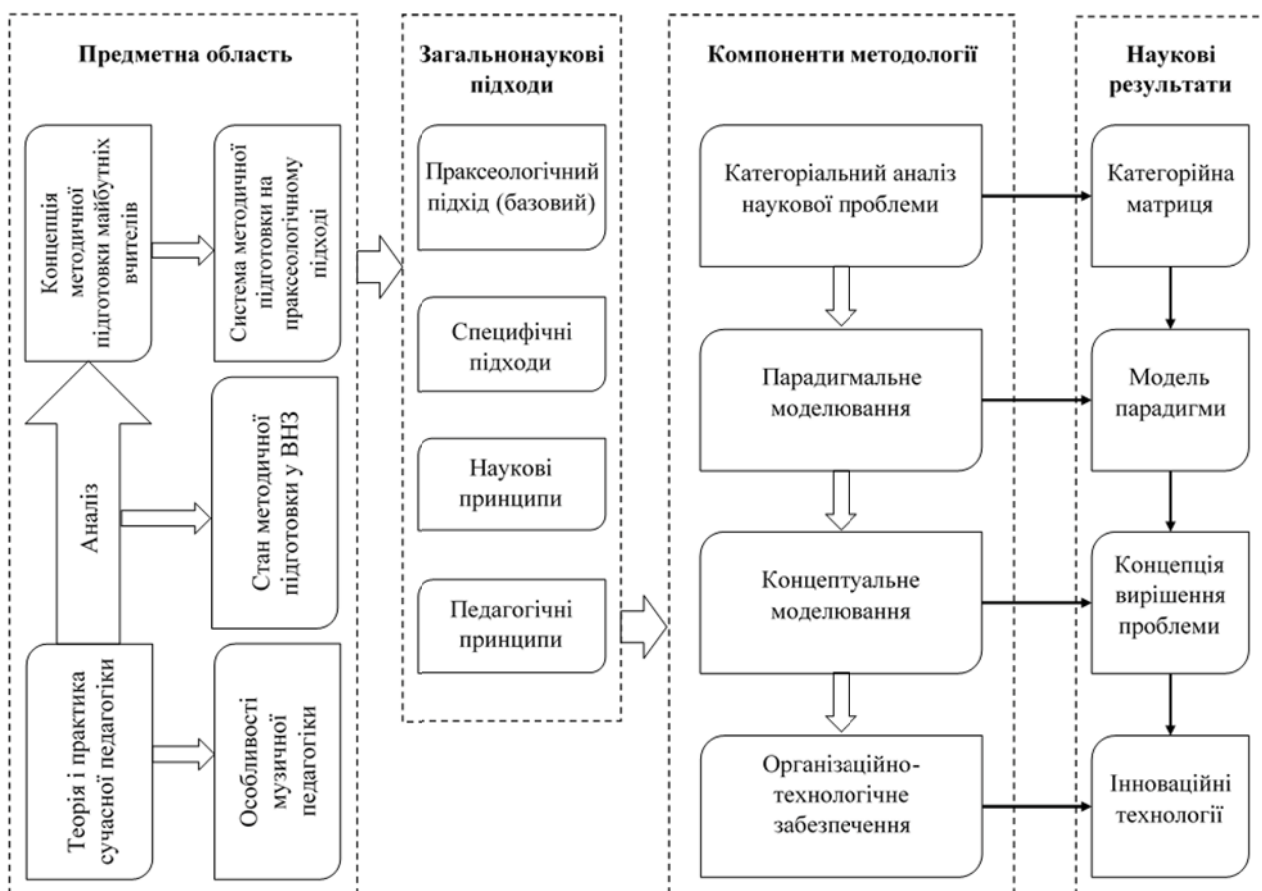 Предметна область
Концепція
методичної
підготовки майбутніх
вчителів
Система методичної
підготовки на
праксеологічному
підході
Аналіз
Стан методичної
підготовки у ВНЗ
Теорія і практика
сучасної педагогіки
Особливості
музичної
педагогіки
Загальнонаукові
підходи
Праксеологічний
підхід (базовий)
Специфічні
підходи
Наукові
принципи
Педагогічні
принципи
Компоненти методології
Категоріальний аналіз
наукової проблеми
Парадигмальне
моделювання
Концептуальне
моделювання
Організаційно-
технологічне
забезпечення
Наукові
результати
Категорійна
матриця
Модель
парадигми
Концепція
вирішення
проблеми
Інноваційні
технології